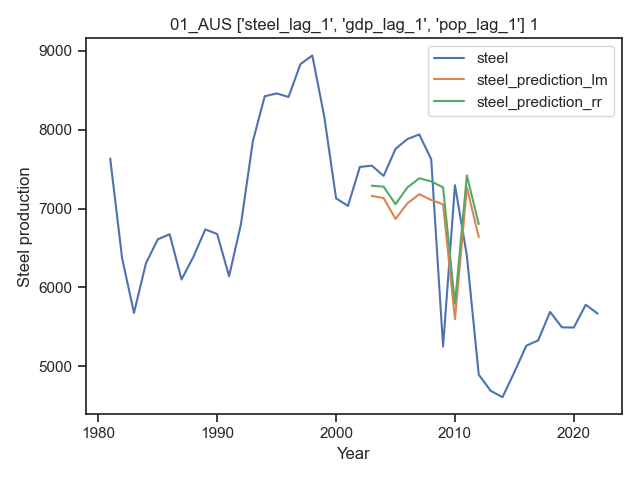 01_AUS ['steel_lag_1', 'gdp_lag_1', 'pop_lag_1'] 1
steel
steel_prediction_lm
steel_prediction_rr
Steel production
9000
8000
7000
6000
5000
1980
1990
2000
2010
2020
Year